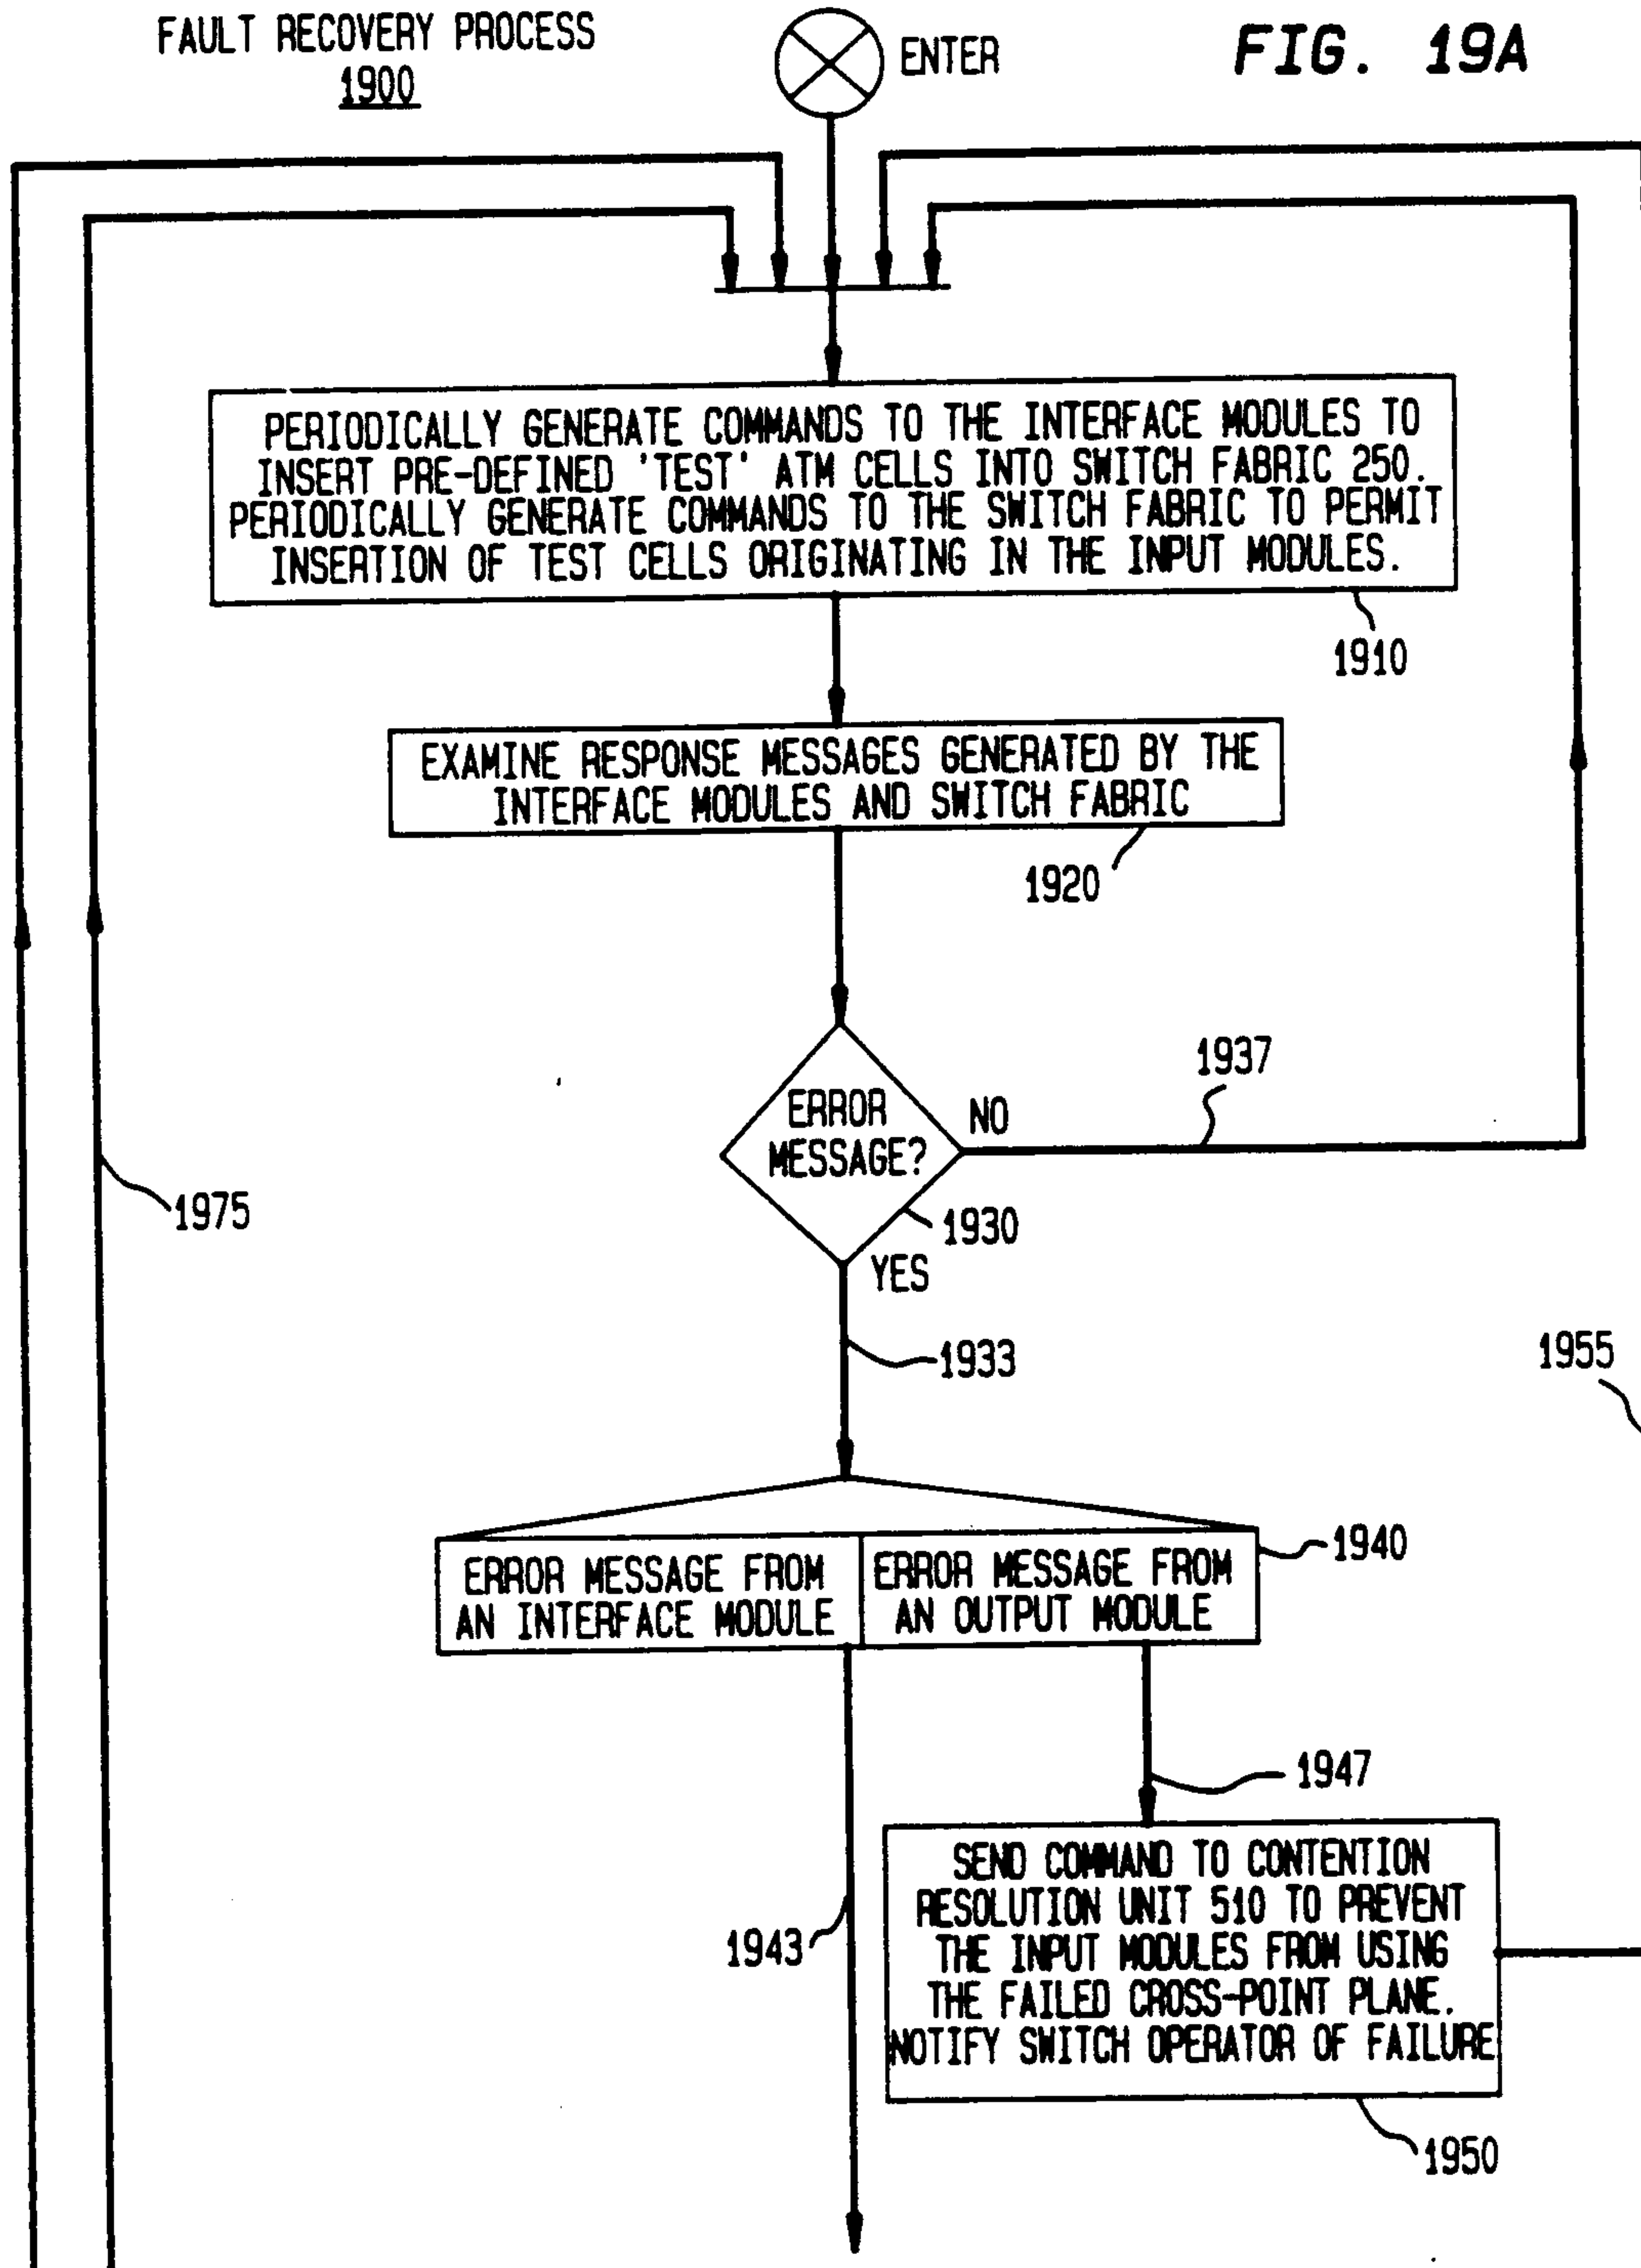 FAULT RECOVERY PROCESS
1900
ENTER
FIG. 19A
PERIODICALLY GENERATE COMMANDS TO THE INTERFACE MODULES TO
INSERT PRE-DEFINED 'TEST' ATM CELLS INTO SWITCH FABRIC 250.
PERIODICALLY GENERATE COMMANDS TO THE SWITCH FABRIC TO PERMIT
INSERTION OF TEST CELLS ORIGINATING IN THE INPUT MODULES.
1910
EXAMINE RESPONSE MESSAGES GENERATED BY THE
INTERFACE MODULES AND SWITCH FABRIC
1920
ERROR
MESSAGE?
NO
1937
1930
YES
1975
1933
1955
ERROR MESSAGE FROM
AN INTERFACE MODULE
ERROR MESSAGE FROM
AN OUTPUT MODULE
1940
1947
1943
SEND COMMAND TO CONTENTION
RESOLUTION UNIT 510 TO PREVENT
THE INPUT MODULES FROM USING
THE FAILED CROSS-POINT PLANE.
NOTIFY SWITCH OPERATOR OF FAILURE
1950